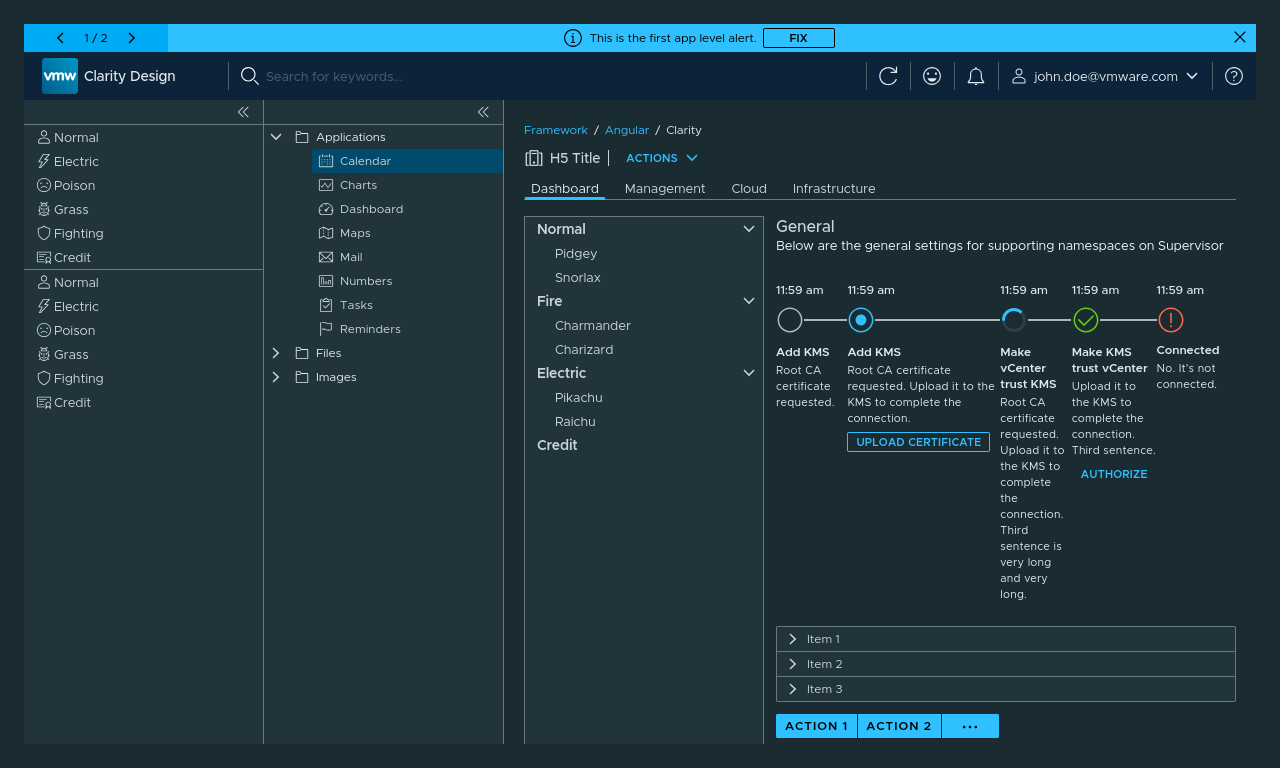 1 / 2
This is the first app level alert.
FIX
vmw
Clarity Design
Search for keywords...
john.doe@vmware.com
Normal
Electric
Poison
Grass
Fighting
Credit
Normal
Electric
Poison
Grass
Fighting
Credit
Applications
Calendar
Charts
Dashboard
Maps
Mail
Numbers
Tasks
Reminders
Files
Images
Framework / Angular / Clarity
H5 Title
ACTIONS
Dashboard
Management
Cloud
Infrastructure
Normal
Pidgey
Snorlax
Fire
Charmander
Charizard
Electric
Pikachu
Raichu
Credit
General
Below are the general settings for supporting namespaces on Supervisor
11:59 am
Add KMS
Root CA
certificate
requested.
11:59 am
Add KMS
Root CA certificate
requested. Upload it to the
KMS to complete the
connection.
UPLOAD CERTIFICATE
11:59 am
Make
vCenter
trust KMS
Root CA
certificate
requested.
Upload it to
the KMS to
complete
the
connection.
Third
sentence is
very long
and very
long.
11:59 am
Make KMS
trust vCenter
Upload it to
the KMS to
complete the
connection.
Third sentence.
AUTHORIZE
11:59 am
Connected
No. It's not
connected.
Item 1
Item 2
Item 3
ACTION 1
ACTION 2
...